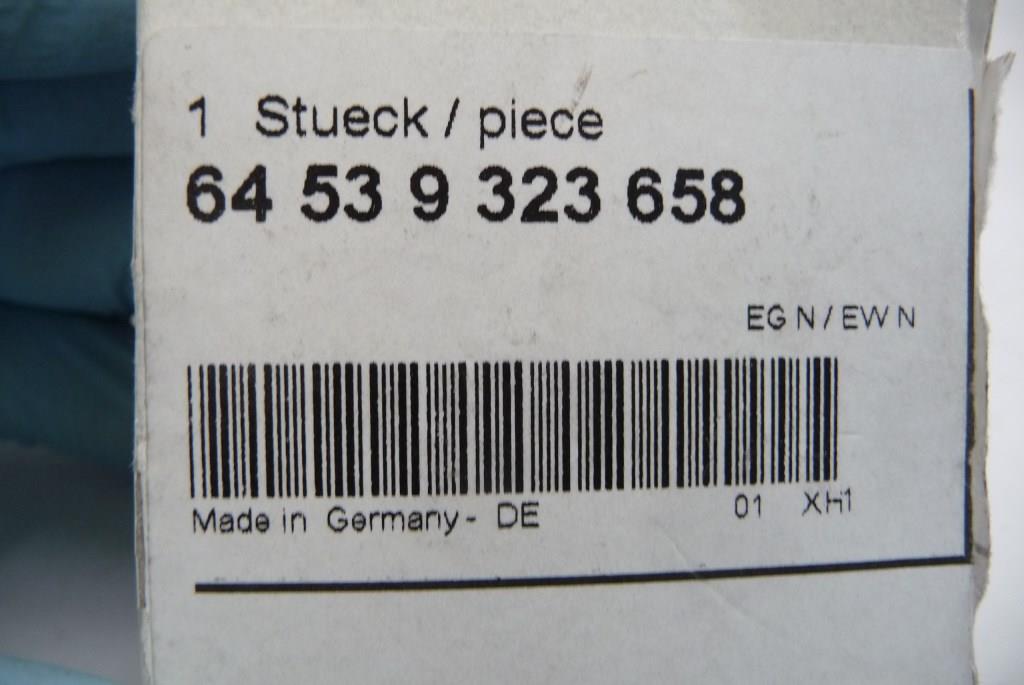 1 Stueck / piece
64 53 9 323 658
EG N / EW N
Made in Germany - DE
01 XH1